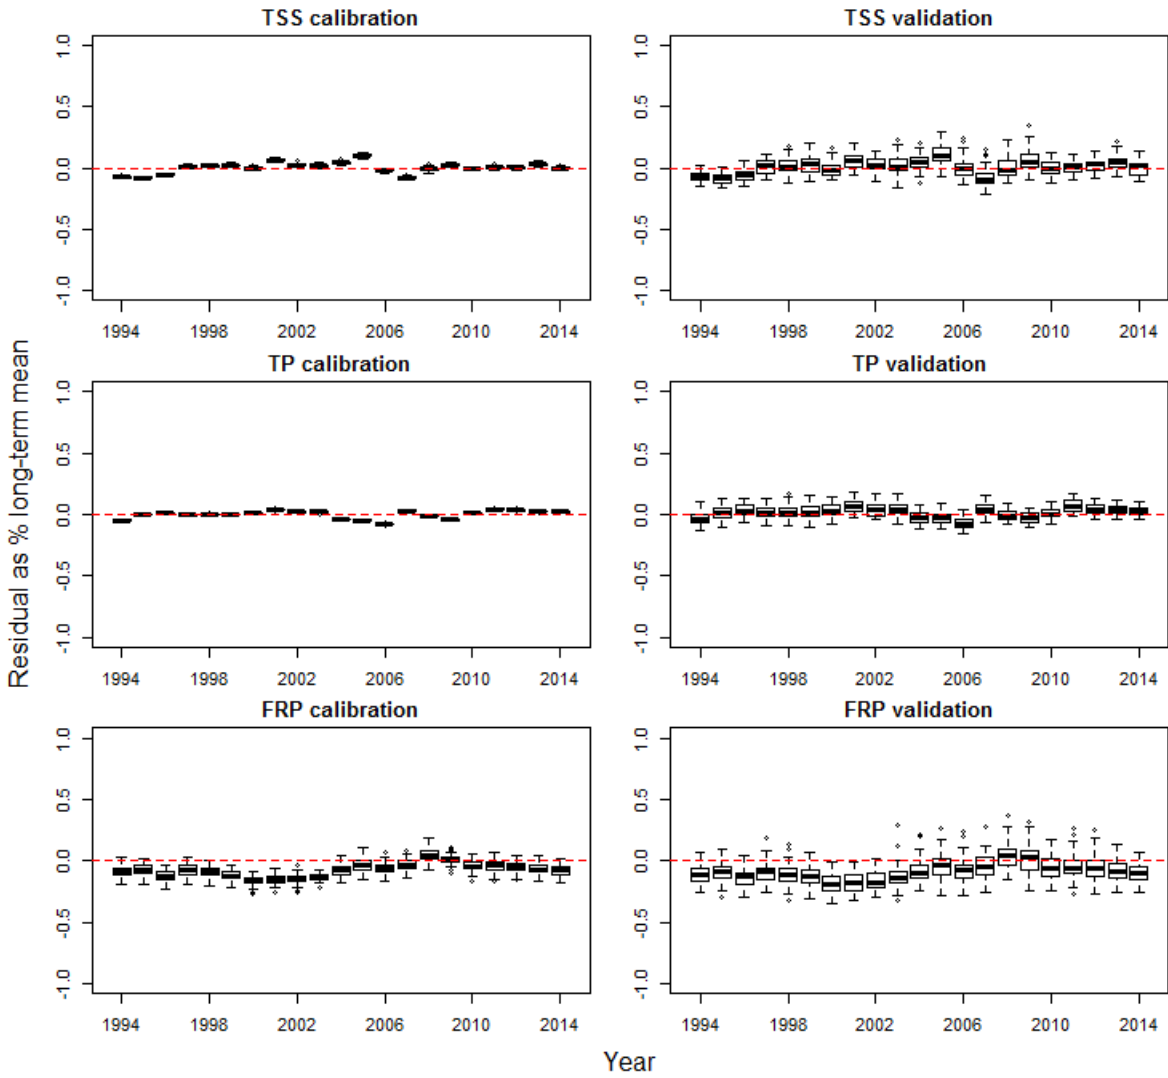 TSS calibration
1.0
0.5
0.0
-0.5
-1.0
1994 1998 2002 2006 2010 2014
TSS validation
1.0
0.5
0.0
-0.5
-1.0
1994 1998 2002 2006 2010 2014
TP calibration
1.0
0.5
0.0
-0.5
-1.0
1994 1998 2002 2006 2010 2014
TP validation
1.0
0.5
0.0
-0.5
-1.0
1994 1998 2002 2006 2010 2014
FRP calibration
1.0
0.5
0.0
-0.5
-1.0
1994 1998 2002 2006 2010 2014
FRP validation
1.0
0.5
0.0
-0.5
-1.0
1994 1998 2002 2006 2010 2014
Residual as % long-term mean
Year